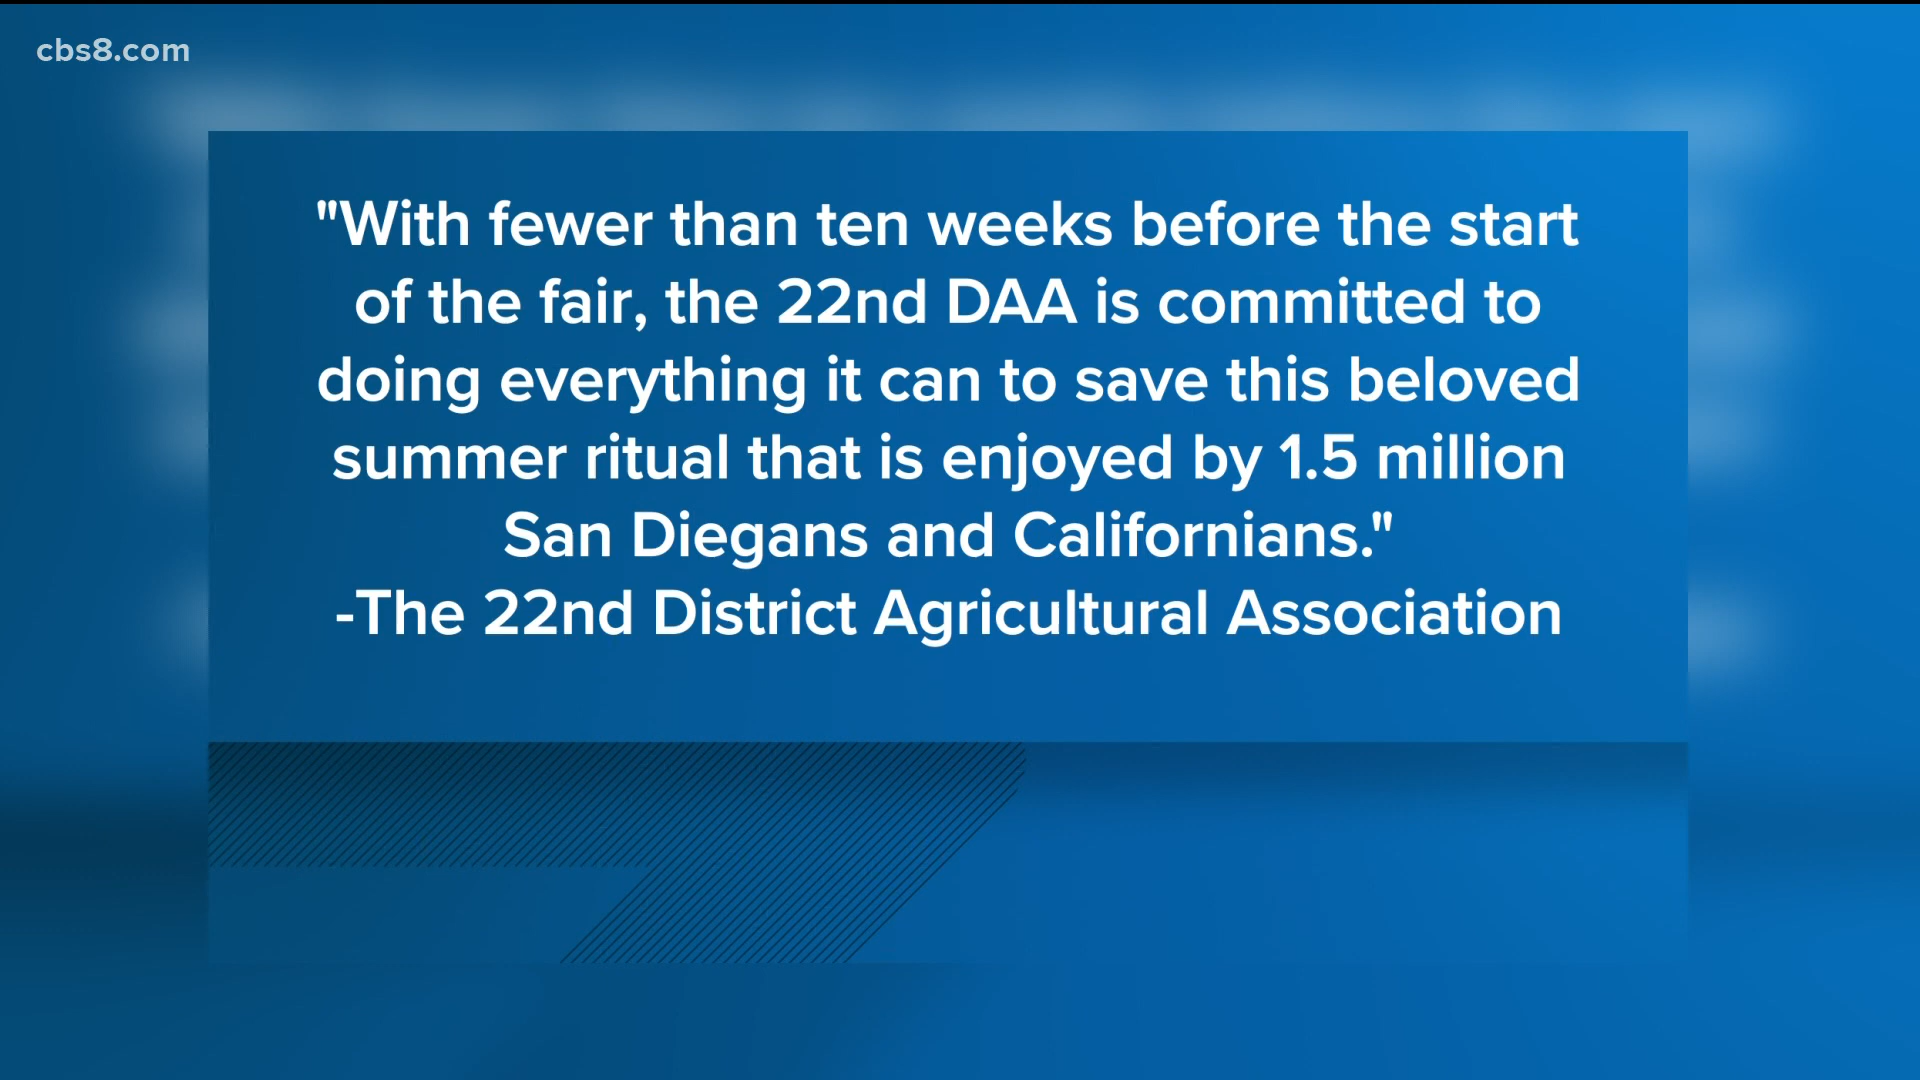 cbs8.com
"With fewer than ten weeks before the start
of the fair, the 22nd DAA is committed to
doing everything it can to save this beloved
summer ritual that is enjoyed by 1.5 million
San Diegans and Californians."
-The 22nd District Agricultural Association